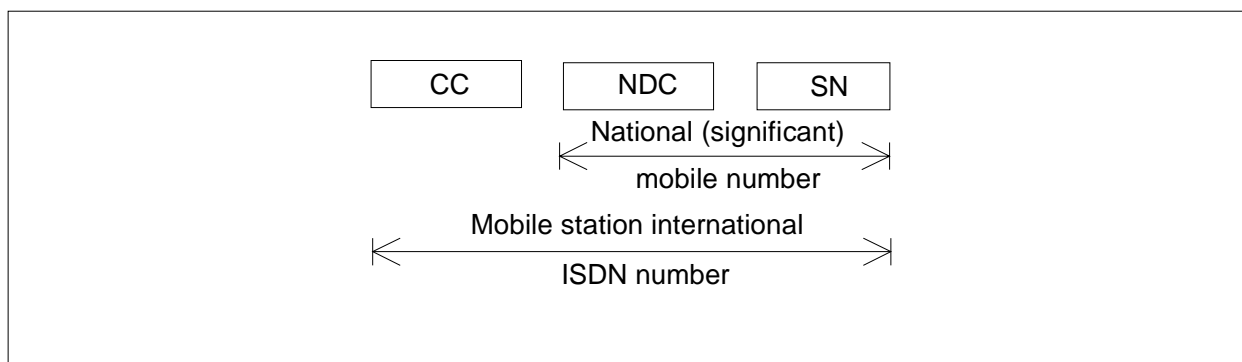 CC NDC SN
National (significant)
mobile number
Mobile station international
ISDN number